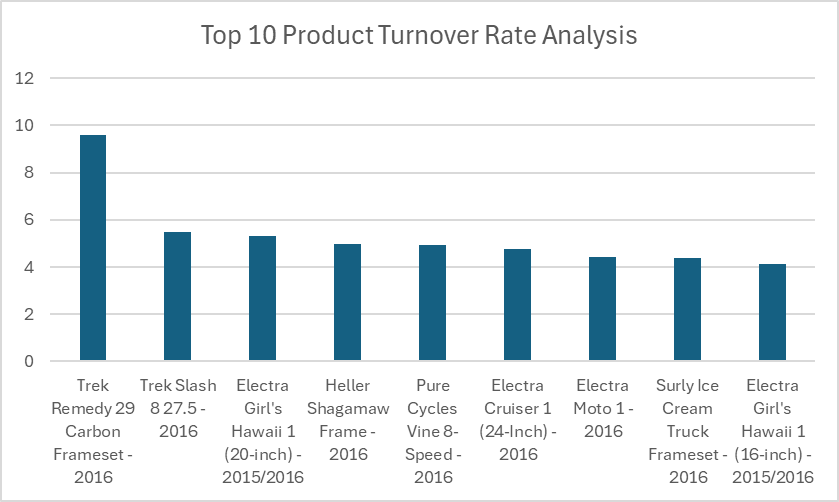 Top 10 Product Turnover Rate Analysis
12
10
8
6
4
2
0
Trek
Remedy 29
Carbon
Frameset -
2016
Trek Slash
8 27.5 -
2016
Electra
Girl's
Hawaii 1
(20-inch) -
2015/2016
Heller
Shagamaw
Frame -
2016
Pure
Cycles
Vine 8-
Speed -
2016
Electra
Cruiser 1
(24-Inch) -
2016
Electra
Moto 1 -
2016
Surly Ice
Cream
Truck
Frameset -
2016
Electra
Girl's
Hawaii 1
(16-inch) -
2015/2016